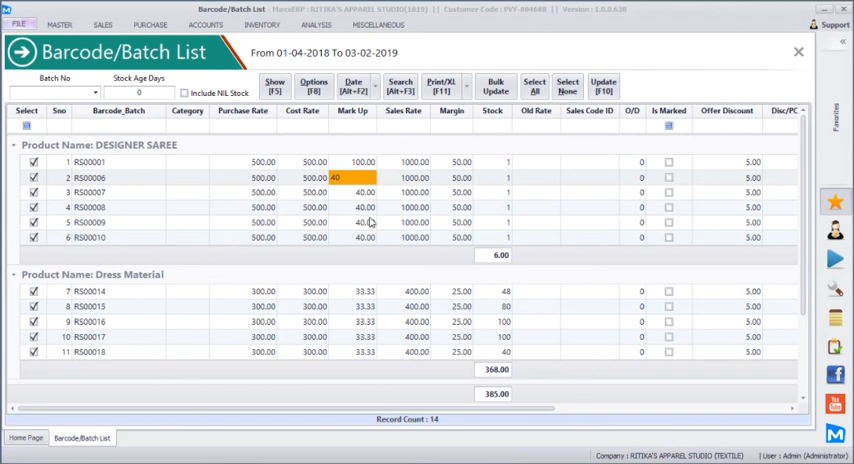 Barcode/Batch List - MaxxERP || RITIKA'S APPAREL STUDIO(1819) || Customer Code : PVY-804648 || Version : 1.0.0.636
FILE MASTER SALES PURCHASE ACCOUNTS INVENTORY ANALYSIS MISCELLANEOUS Support
Barcode/Batch List From 01-04-2018 To 03-02-2019
Batch No Stock Age Days
0 Include NIL Stock
Show [F5] Options [F8] Date [Alt+F2] Search [Alt+F3] Print/XL [F11] Bulk Update Select All Select None Update [F10]
Select Sno Barcode_Batch Category Purchase Rate Cost Rate Mark Up Sales Rate Margin Stock Old Rate Sales Code ID O/D Is Marked Offer Discount Disc/PC
Product Name: DESIGNER SAREE
1 RS00001 500.00 500.00 100.00 1000.00 50.00 1 0 5.00
2 RS00006 500.00 500.00 40 1000.00 50.00 1 0 5.00
3 RS00007 500.00 500.00 40.00 1000.00 50.00 1 0 5.00
4 RS00008 500.00 500.00 40.00 1000.00 50.00 1 0 5.00
5 RS00009 500.00 500.00 40.00 1000.00 50.00 1 0 5.00
6 RS00010 500.00 500.00 40.00 1000.00 50.00 1 0 5.00
6.00
Product Name: Dress Material
7 RS00014 300.00 300.00 33.33 400.00 25.00 48 0 5.00
8 RS00015 300.00 300.00 33.33 400.00 25.00 80 0 5.00
9 RS00016 300.00 300.00 33.33 400.00 25.00 100 0 5.00
10 RS00017 300.00 300.00 33.33 400.00 25.00 100 0 5.00
11 RS00018 300.00 300.00 33.33 400.00 25.00 40 0 5.00
368.00
385.00
Record Count : 14
Favorites
You Tube
Home Page Barcode/Batch List
Company : RITIKA'S APPAREL STUDIO (TEXTILE) User : Admin (Administrator)